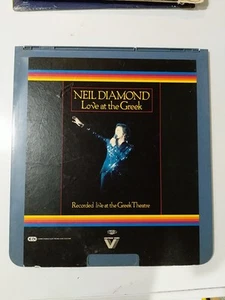 NEIL DIAMOND
Love at the Greek
Recorded live at the Greek Theatre